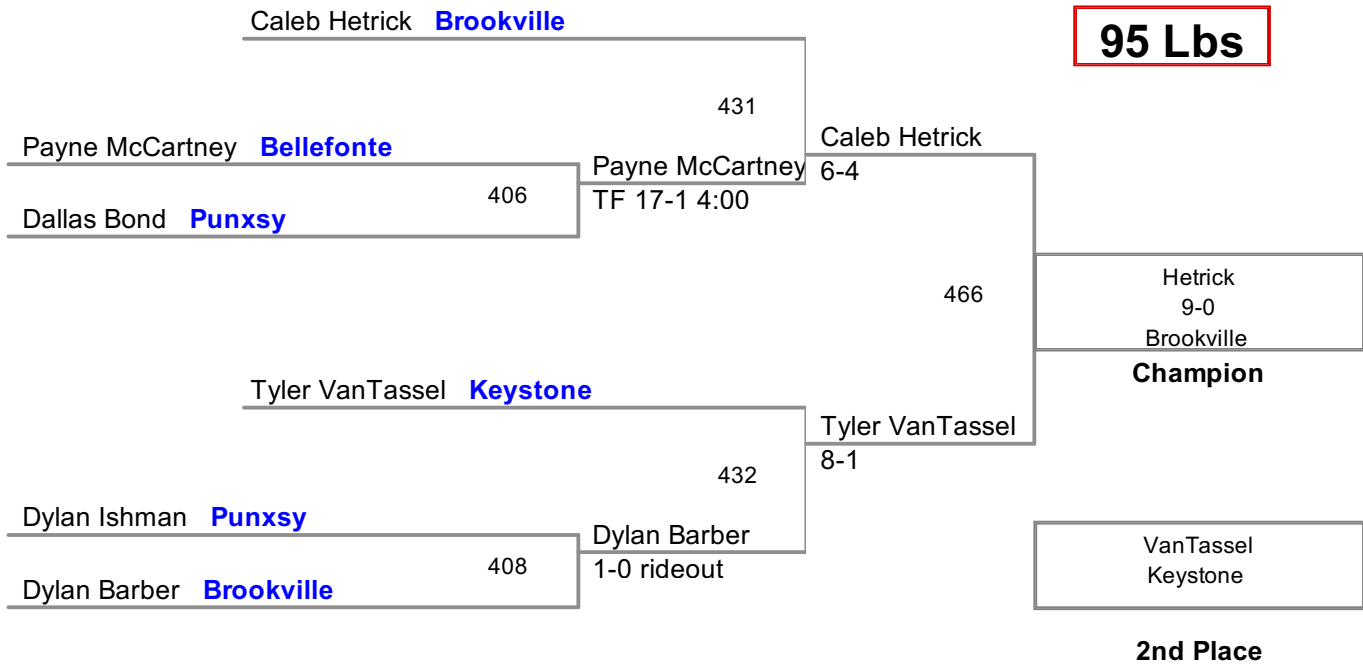 Caleb Hetrick Brookville
95 Lbs
431
Payne McCartney Bellefonte
Payne McCartney
Caleb Hetrick
6-4
406
TF 17-1 4:00
Dallas Bond Punxsy
466
Hetrick
9-0
Brookville
Champion
Tyler VanTassel Keystone
Tyler VanTassel
8-1
432
Dylan Ishman Punxsy
Dylan Barber
408
1-0 rideout
Dylan Barber Brookville
VanTassel
Keystone
2nd Place